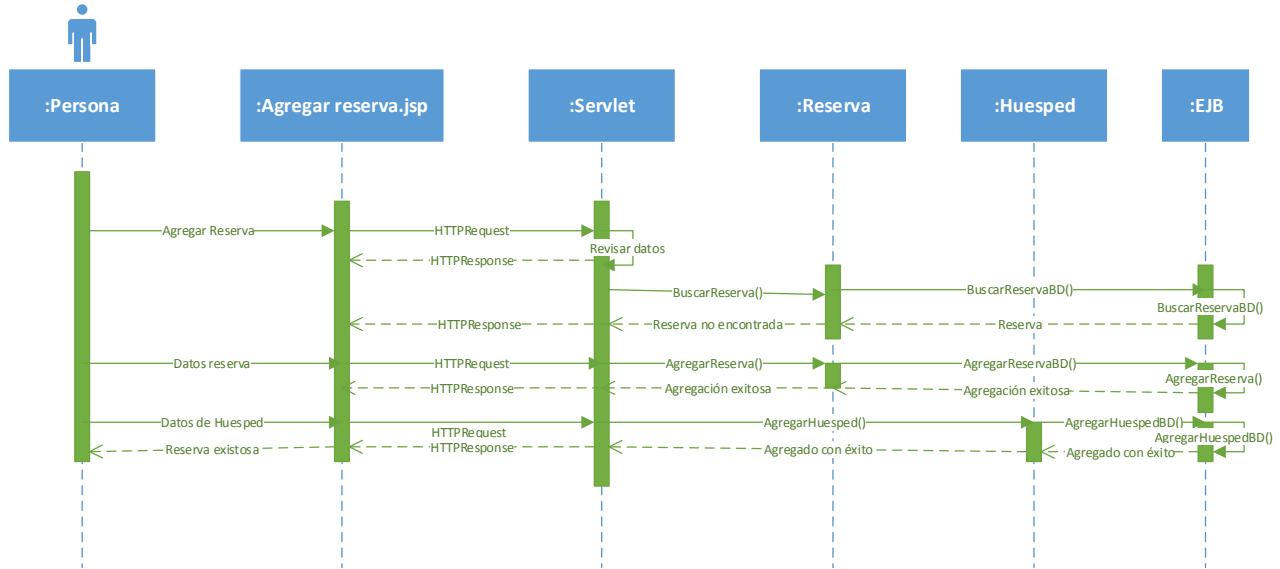 :Persona
:Agregar reserva.jsp
:Servlet
:Reserva
:Huesped
:EJB
Agregar Reserva
HTTPRequest
Revisar datos
HTTPResponse
BuscarReserva()
BuscarReservaBD()
BuscarReservaBD()
HTTPResponse
Reserva no encontrada
Reserva
Datos reserva
HTTPRequest
AgregarReserva()
AgregarReservaBD()
AgregarReserva()
HTTPResponse
Agregación exitosa
Agregación exitosa
Datos de Huesped
HTTPRequest
AgregarHuesped()
AgregarHuespedBD()
AgregarHuespedBD()
Reserva existosa
HTTPResponse
Agregado con éxito
Agregado con éxito